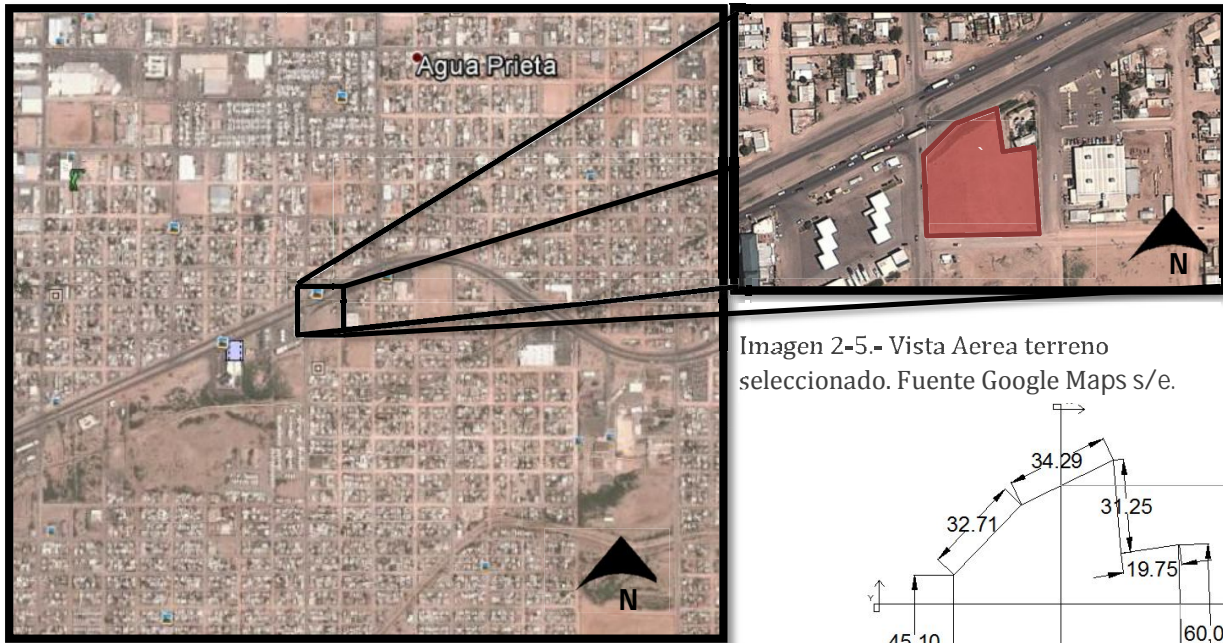 Agua Prieta
N
N
Imagen 2-5.- Vista Aerea terreno
seleccionado. Fuente Google Maps s/e.
34.29
32.71
31.25
19.75
Y
45.10